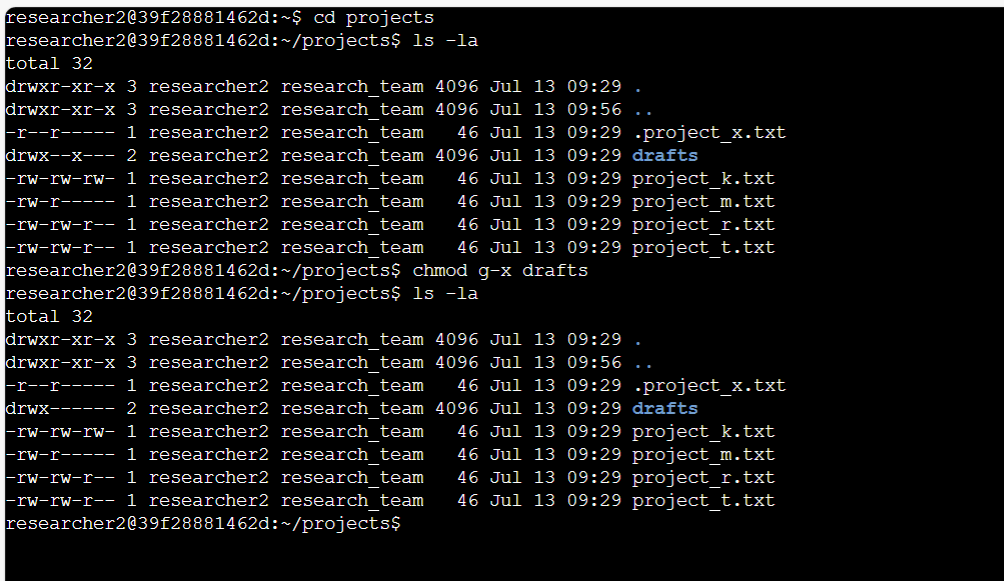 researcher2@39f28881462d:~$ cd projects
researcher2@39f28881462d:~/projects$ ls -la
total 32
drwxr-xr-x 3 researcher2 research_team 4096 Jul 13 09:29 .
drwxr-xr-x 3 researcher2 research_team 4096 Jul 13 09:56 ..
-r--r----- 1 researcher2 research_team   46 Jul 13 09:29 .project_x.txt
drwx--x--- 2 researcher2 research_team 4096 Jul 13 09:29 drafts
-rw-rw-rw- 1 researcher2 research_team   46 Jul 13 09:29 project_k.txt
-rw-r----- 1 researcher2 research_team   46 Jul 13 09:29 project_m.txt
-rw-rw-r-- 1 researcher2 research_team   46 Jul 13 09:29 project_r.txt
-rw-rw-r-- 1 researcher2 research_team   46 Jul 13 09:29 project_t.txt
researcher2@39f28881462d:~/projects$ chmod g-x drafts
researcher2@39f28881462d:~/projects$ ls -la
total 32
drwxr-xr-x 3 researcher2 research_team 4096 Jul 13 09:29 .
drwxr-xr-x 3 researcher2 research_team 4096 Jul 13 09:56 ..
-r--r----- 1 researcher2 research_team   46 Jul 13 09:29 .project_x.txt
drwx------ 2 researcher2 research_team 4096 Jul 13 09:29 drafts
-rw-rw-rw- 1 researcher2 research_team   46 Jul 13 09:29 project_k.txt
-rw-r----- 1 researcher2 research_team   46 Jul 13 09:29 project_m.txt
-rw-rw-r-- 1 researcher2 research_team   46 Jul 13 09:29 project_r.txt
-rw-rw-r-- 1 researcher2 research_team   46 Jul 13 09:29 project_t.txt
researcher2@39f28881462d:~/projects$